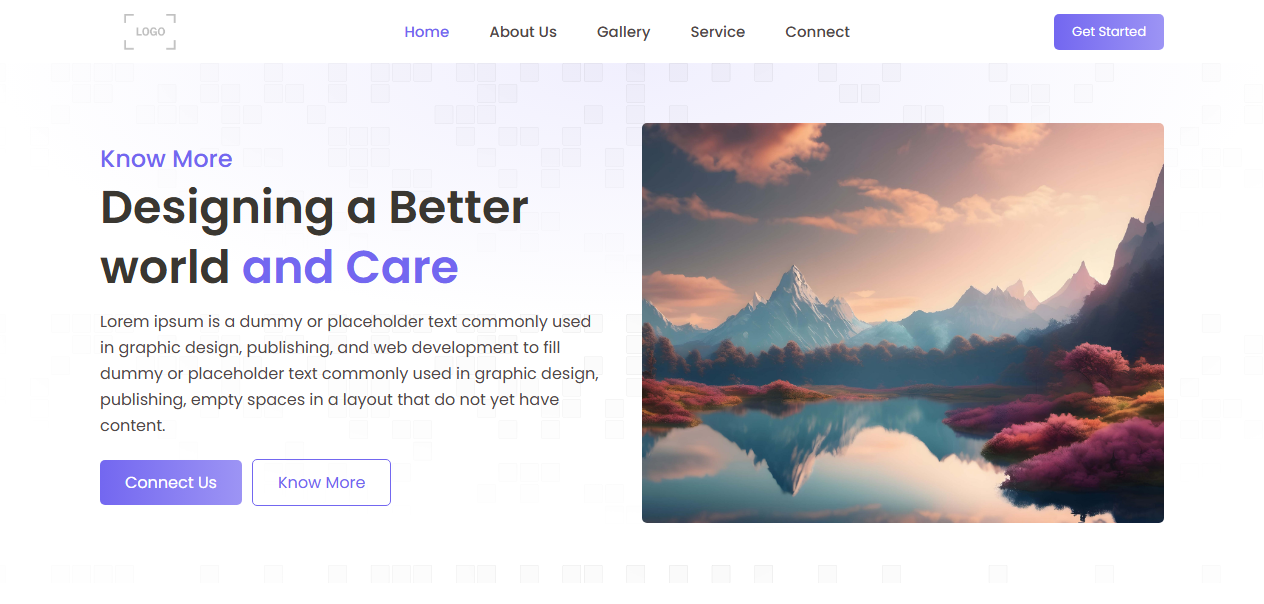 LOGO
Home
About Us
Gallery
Service
Connect
Get Started
Know More
Designing a Better
world and Care
Lorem ipsum is a dummy or placeholder text commonly used
in graphic design, publishing, and web development to fill
dummy or placeholder text commonly used in graphic design,
publishing, empty spaces in a layout that do not yet have
content.
Connect Us
Know More